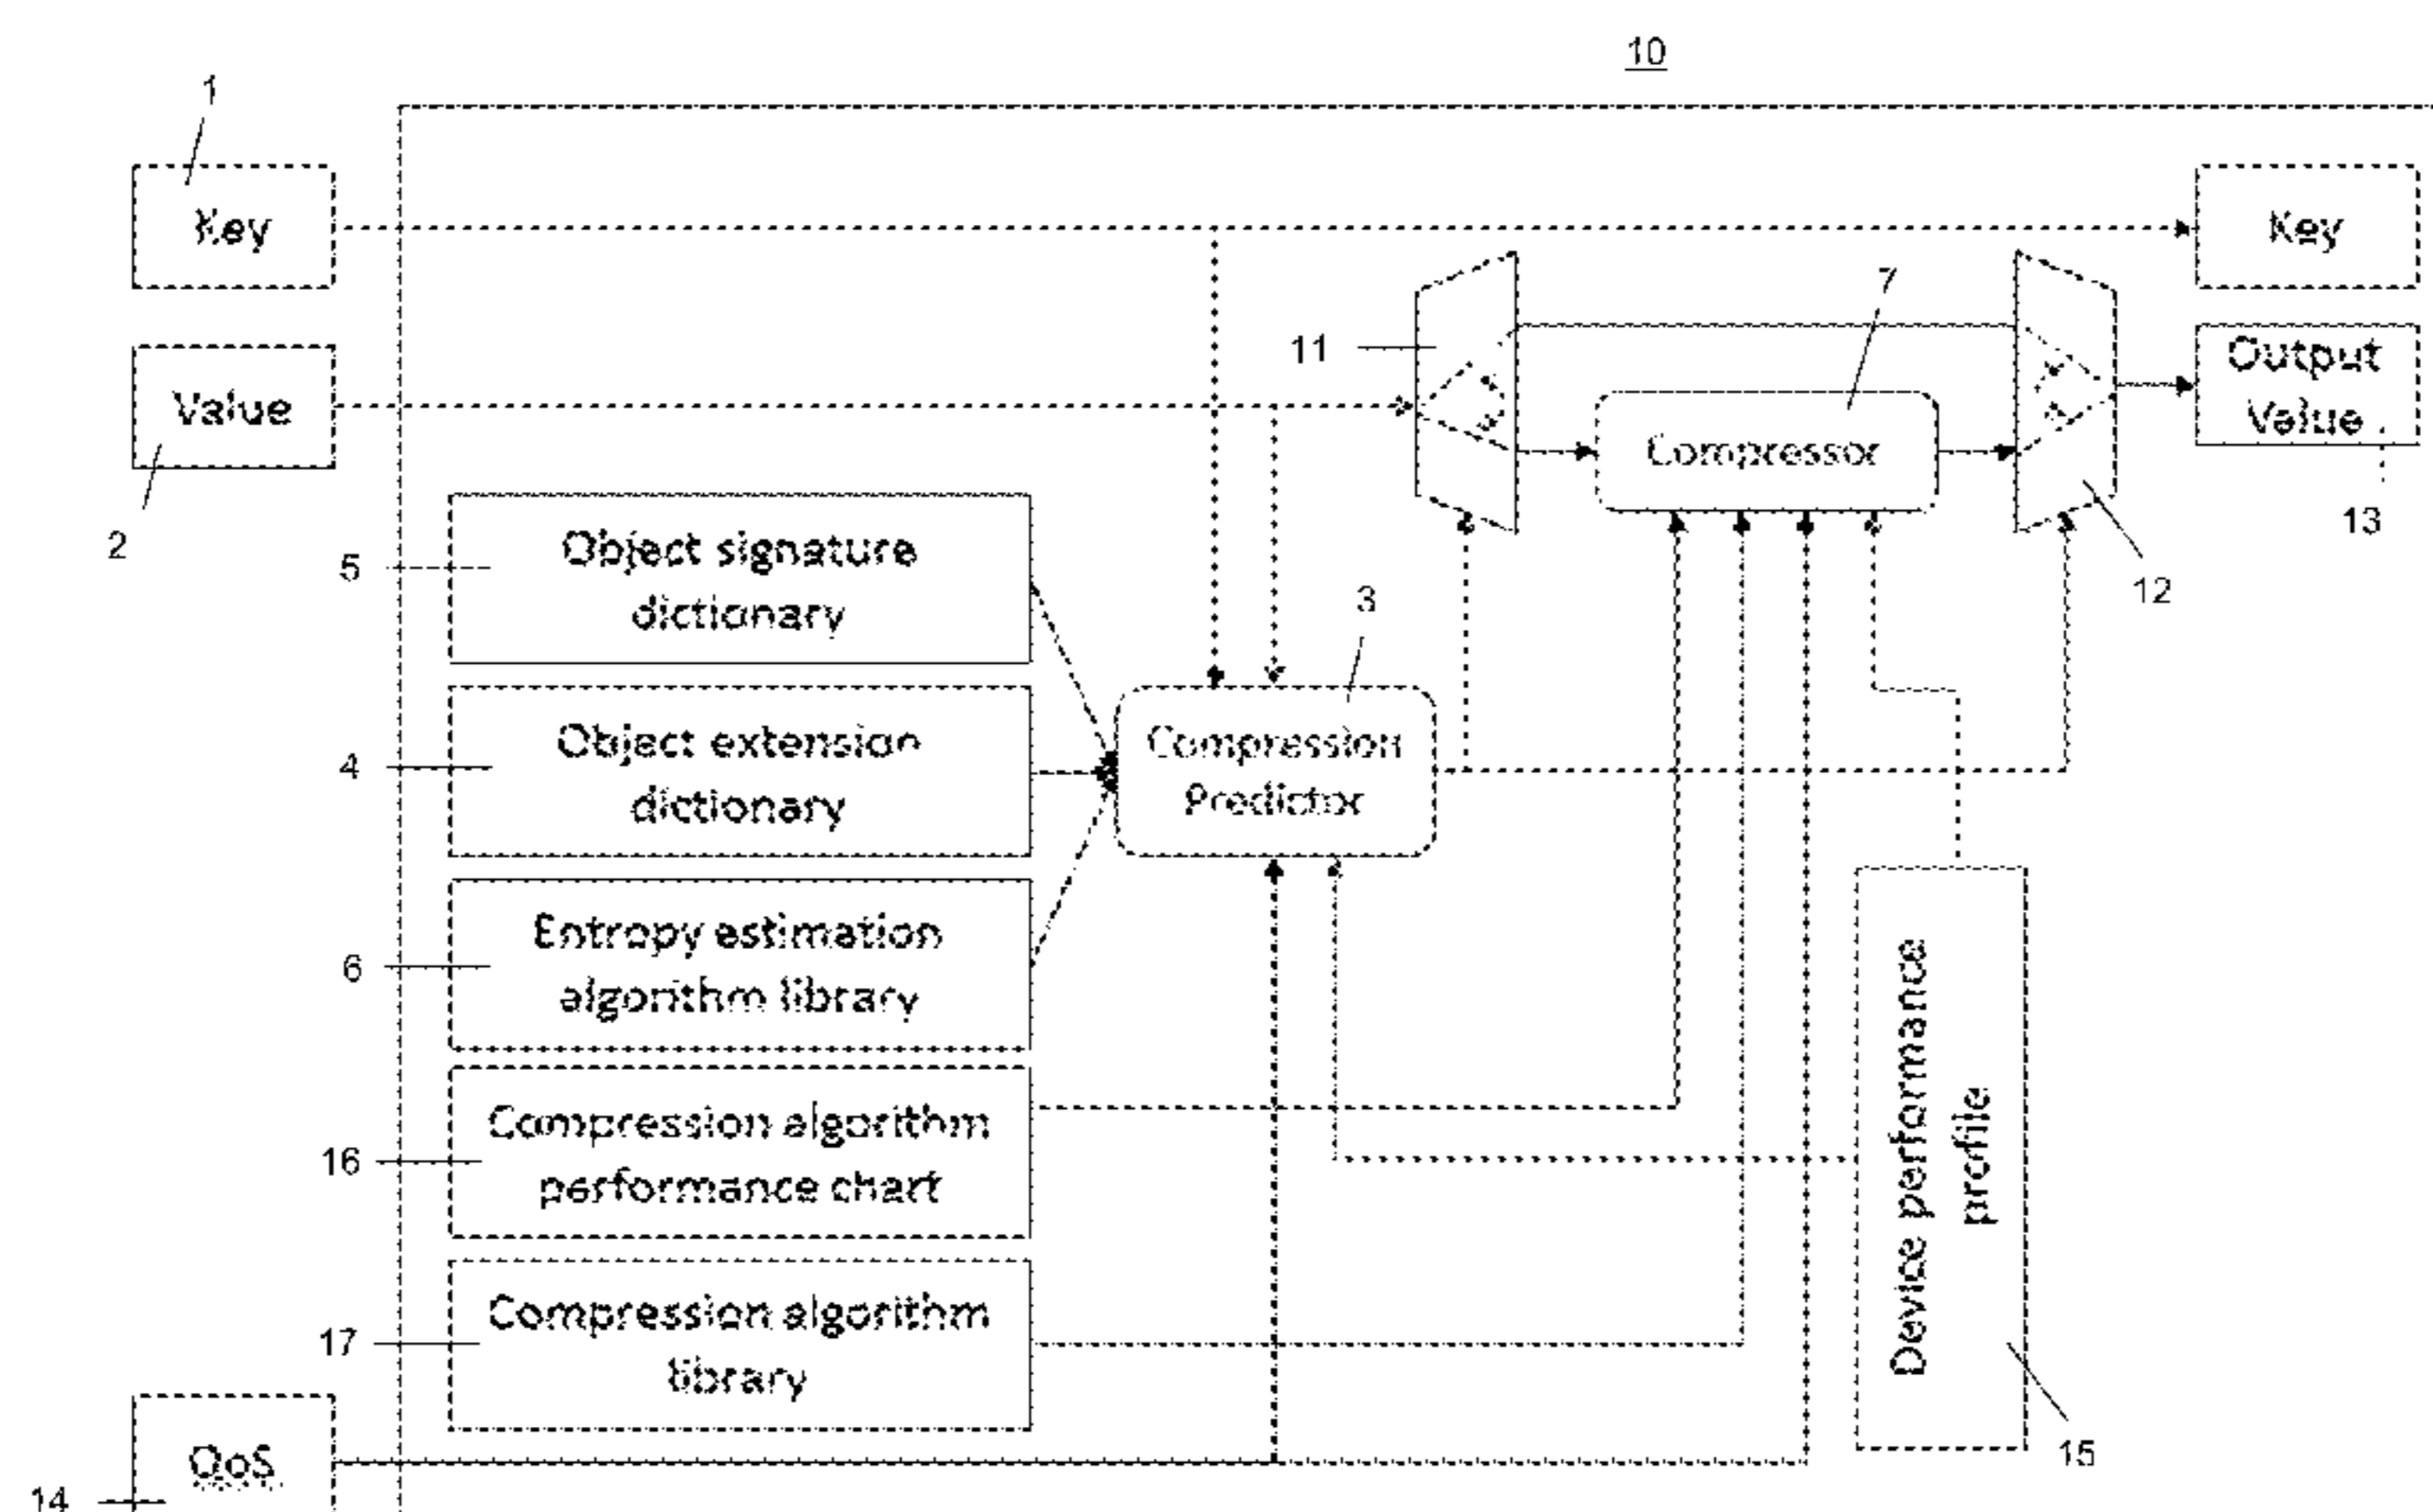 10
1
Key
Key
7
11
Output
Value
Value
Compressor
2
13
12
5
Object signature
dictionary
3
4
Object extension
dictionary
Compression
Predictor
6
Entropy estimation
algorithm library
Device performance
profile
16
Compression algorithm
performance chart
17
Compression algorithm
library
15
QoS
14